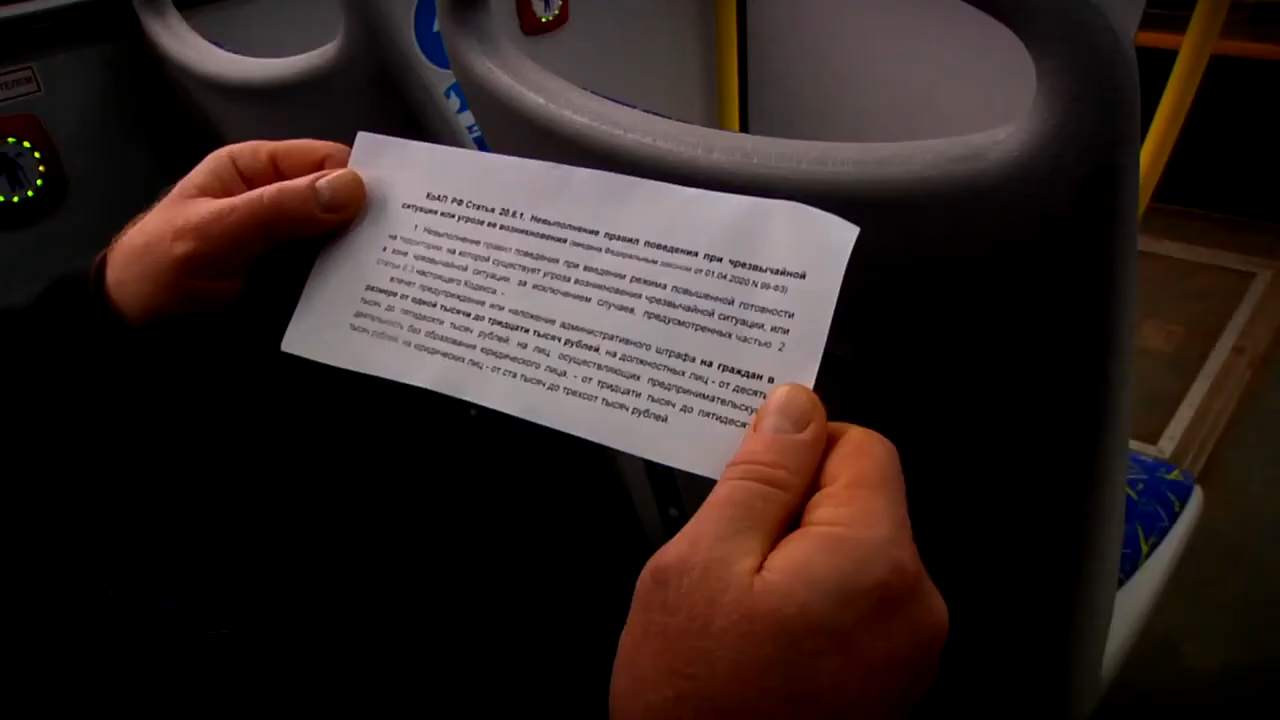 ТЕЛЕМ
КоАП РФ Статья 20.6.1. Невыполнение правил поведения при чрезвычайной
ситуации или угрозе ее возникновения (введена Федеральным законом от 01.04.2020 N 99-ФЗ)
1. Невыполнение правил поведения при введении режима повышенной готовности
на территории, на которой существует угроза возникновения чрезвычайной ситуации, или
в зоне чрезвычайной ситуации, за исключением случаев, предусмотренных частью 2
статьи 6.3 настоящего Кодекса, -
влечет предупреждение или наложение административного штрафа на граждан в
размере от одной тысячи до тридцати тысяч рублей; на должностных лиц - от десяти
тысяч до пятидесяти тысяч рублей; на лиц, осуществляющих предпринимательскую
деятельность без образования юридического лица, - от тридцати тысяч до пятидеся
тысяч рублей; на юридических лиц - от ста тысяч до трехсот тысяч рублей.